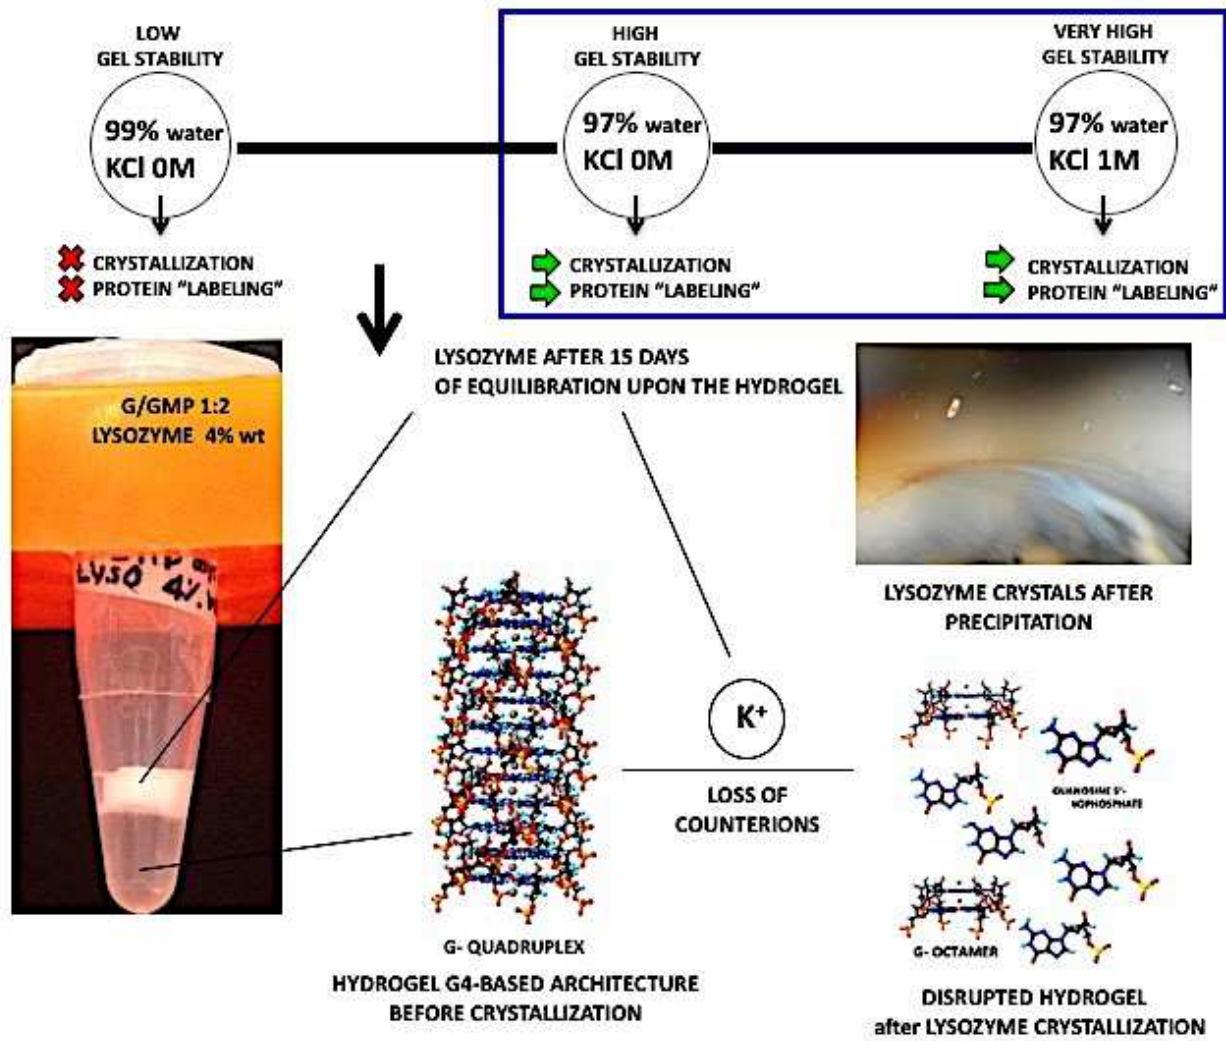 LOW
GEL STABILITY
99% water
KCl 0M
CRYSTALLIZATION
PROTEIN "LABELING"
HIGH
GEL STABILITY
97% water
KCl 0M
CRYSTALLIZATION
PROTEIN "LABELING"
VERY HIGH
GEL STABILITY
97% water
KCl 1M
CRYSTALLIZATION
PROTEIN "LABELING"
G/GMP 1:2
LYSOZYME 4% wt
LYSO 4%
LYSOZYME AFTER 15 DAYS
OF EQUILIBRATION UPON THE HYDROGEL
LYSOZYME CRYSTALS AFTER
PRECIPITATION
K+
LOSS OF
COUNTERIONS
G- QUADRUPLEX
HYDROGEL G4-BASED ARCHITECTURE
BEFORE CRYSTALLIZATION
GUANOSINE 5'-
G- OCTAMER
DISRUPTED HYDROGEL
after LYSOZYME CRYSTALLIZATION